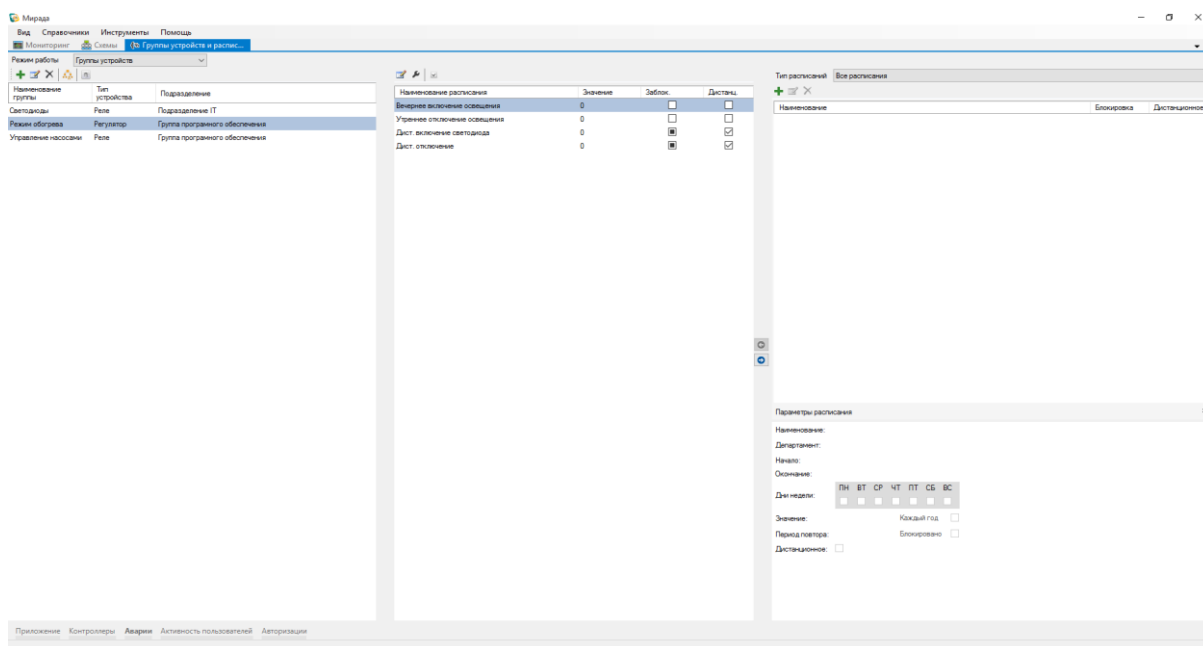 Мирада
Вид Справочники Инструменты Помощь
Мониторинг Схемы Группы устройств и распис...
Режим работы Группы устройств
Наименование группы Тип устройства Подразделение
Светодиоды Реле Подразделение IT
Режим обогрева Регулятор Группа програмного обеспечения
Управление насосами Реле Группа програмного обеспечения
Наименование расписания Значение Заблок. Дистанц.
Вечернее включение освещения 0
Утреннее отключение освещения 0
Дист. включение светодиода 0
Дист. отключение 0
Тип расписаний Все расписания
Наименование Блокировка Дистанционное
Параметры расписания
Наименование:
Департамент:
Начало:
Окончание:
Дни недели: ПН ВТ СР ЧТ ПТ СБ ВС
Значение: Каждый год
Период повтора: Блокировано
Дистанционное:
Приложение Контроллеры Аварии Активность пользователей Авторизации